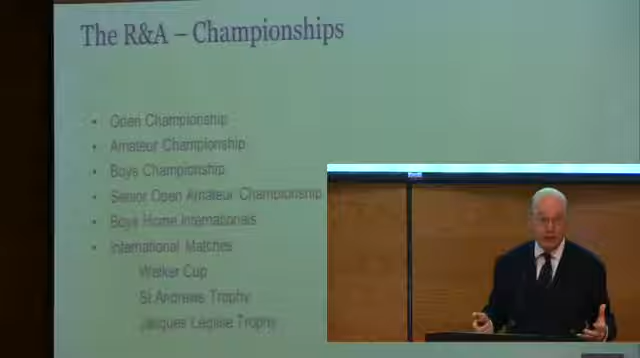 The R&A – Championships
• Open Championship
• Amateur Championship
• Boys Championship
• Senior Open Amateur Championship
• Boys Home Internationals
• International Matches
Walker Cup
St Andrews Trophy
Jacques Léglise Trophy